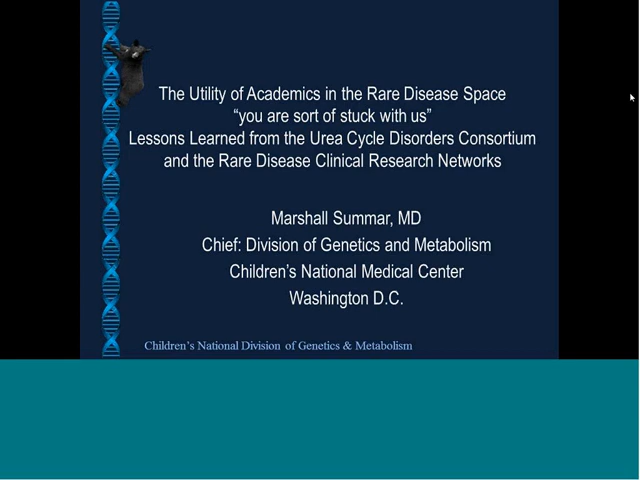 The Utility of Academics in the Rare Disease Space
“you are sort of stuck with us”
Lessons Learned from the Urea Cycle Disorders Consortium
and the Rare Disease Clinical Research Networks
Marshall Summar, MD
Chief: Division of Genetics and Metabolism
Children’s National Medical Center
Washington D.C.
Children’s National Division of Genetics & Metabolism